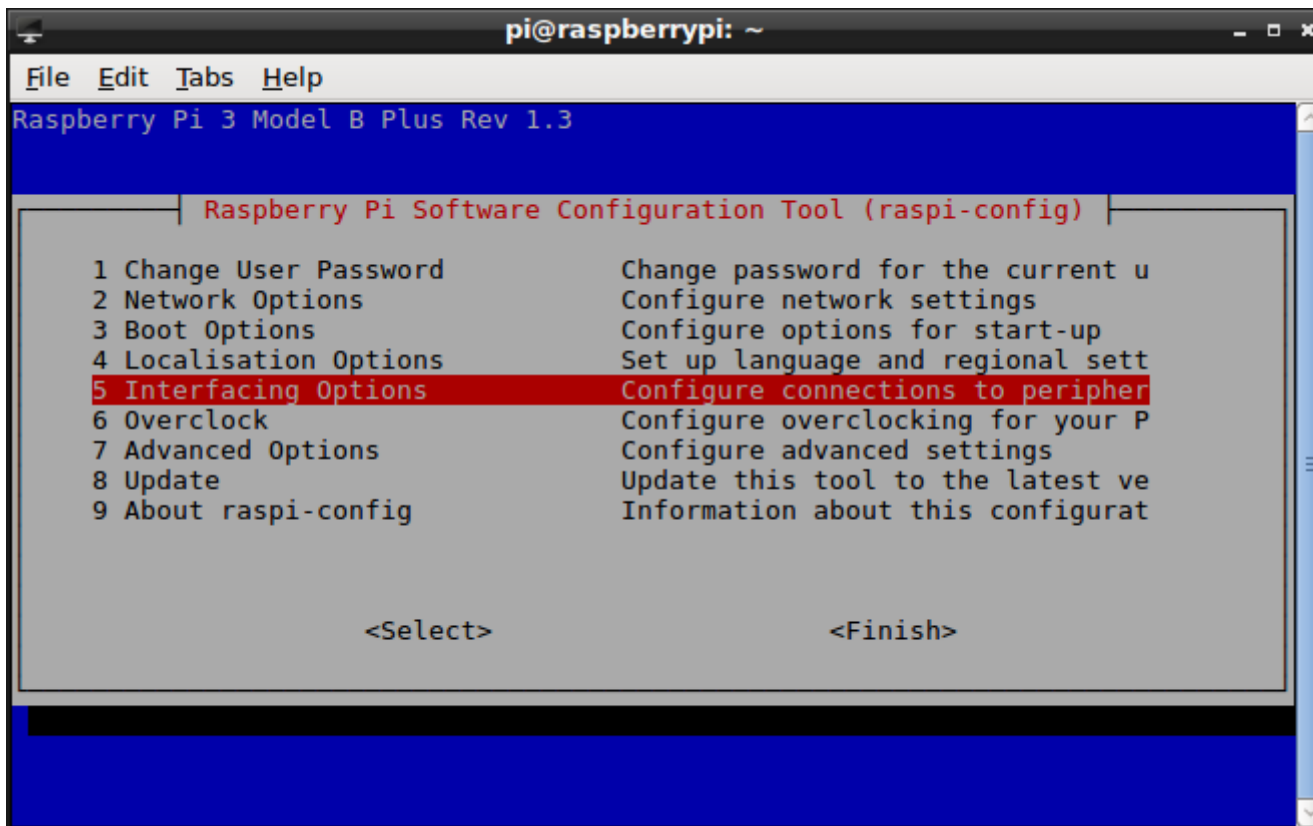 pi@raspberrypi: ~
File Edit Tabs Help
Raspberry Pi 3 Model B Plus Rev 1.3
Raspberry Pi Software Configuration Tool (raspi-config)
1 Change User Password Change password for the current u
2 Network Options Configure network settings
3 Boot Options Configure options for start-up
4 Localisation Options Set up language and regional sett
5 Interfacing Options Configure connections to peripher
6 Overclock Configure overclocking for your P
7 Advanced Options Configure advanced settings
8 Update Update this tool to the latest ve
9 About raspi-config Information about this configurat
<Select> <Finish>